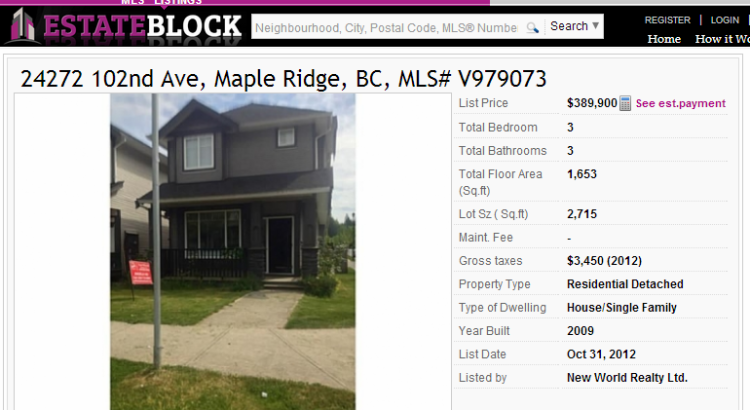 MLS LISTINGS
ESTATEBLOCK
Neighbourhood, City, Postal Code, MLS® Numbe
Search ▼
REGISTER | LOGIN
Home How it Wo
24272 102nd Ave, Maple Ridge, BC, MLS# V979073
List Price $389,900 See est.payment
Total Bedroom 3
Total Bathrooms 3
Total Floor Area 1,653
(Sq.ft)
Lot Sz ( Sq.ft) 2,715
Maint. Fee -
Gross taxes $3,450 (2012)
Property Type Residential Detached
Type of Dwelling House/Single Family
Year Built 2009
List Date Oct 31, 2012
Listed by New World Realty Ltd.